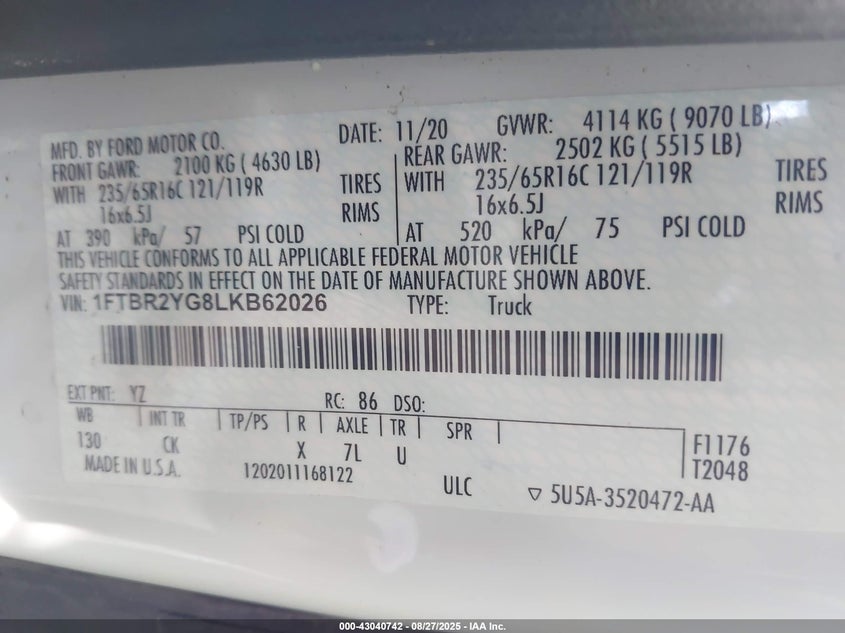 MFD. BY FORD MOTOR CO. DATE: 11/20 GVWR: 4114 KG ( 9070 LB)
FRONT GAWR: 2100 KG ( 4630 LB) REAR GAWR: 2502 KG ( 5515 LB)
WITH 235/65R16C 121/119R TIRES WITH 235/65R16C 121/119R TIRES
16x6.5J RIMS 16x6.5J RIMS
AT 390 kPa/ 57 PSI COLD AT 520 kPa/ 75 PSI COLD
THIS VEHICLE CONFORMS TO ALL APPLICABLE FEDERAL MOTOR VEHICLE
SAFETY STANDARDS IN EFFECT ON THE DATE OF MANUFACTURE SHOWN ABOVE.
VIN: 1FTBR2YG8LKB62026 TYPE: Truck
EXT PNT: YZ RC: 86 DSO:
WB INT TR TP/PS R AXLE TR SPR
130 CK X 7L U F1176
T2048
MADE IN U.S.A. 1202011168122 ULC ▽ 5U5A-3520472-AA
000-43040742 - 08/27/2025 - IAA Inc.